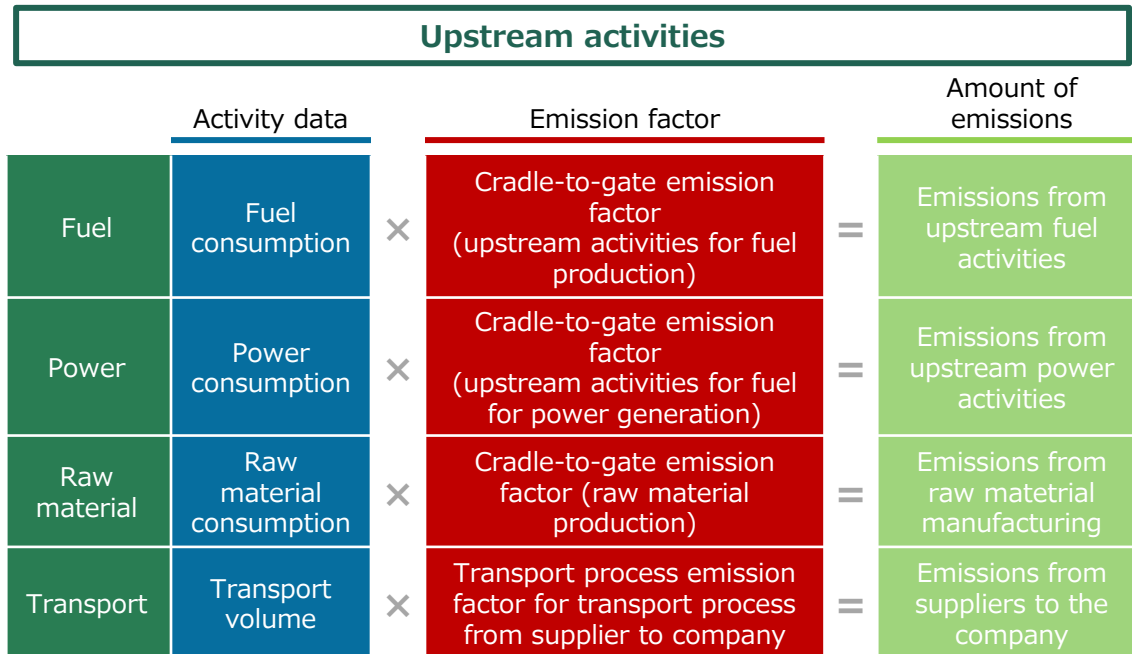 Upstream activities
Activity data
Emission factor
Amount of
emissions
Fuel
Fuel
consumption
×
Cradle-to-gate emission
factor
(upstream activities for fuel
production)
=
Emissions from
upstream fuel
activities
Power
Power
consumption
×
Cradle-to-gate emission
factor
(upstream activities for fuel
for power generation)
=
Emissions from
upstream power
activities
Raw
material
Raw
material
consumption
×
Cradle-to-gate emission
factor (raw material
production)
=
Emissions from
raw matetrial
manufacturing
Transport
Transport
volume
×
Transport process emission
factor for transport process
from supplier to company
=
Emissions from
suppliers to the
company